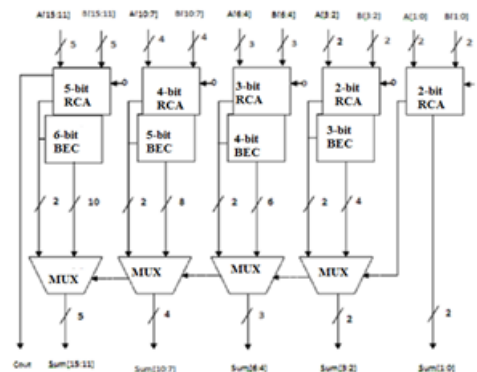 A[15:11] B[15:11] A[10:7] B[10:7] A[6:4] B[6:4] A[3:2] B[3:2] A[1:0] B[1:0]
5 5 4 4 3 3 2 2 2 2
5-bit RCA 0
4-bit RCA 0
3-bit RCA 0
2-bit RCA 0
2-bit RCA
6-bit BEC
5-bit BEC
4-bit BEC
3-bit BEC
2 10 2 8 2 6 2 4
MUX MUX MUX MUX
5 4 3 2 2
Cout Sum[15:11] Sum[10:7] Sum[6:4] Sum[3:2] Sum[1:0]